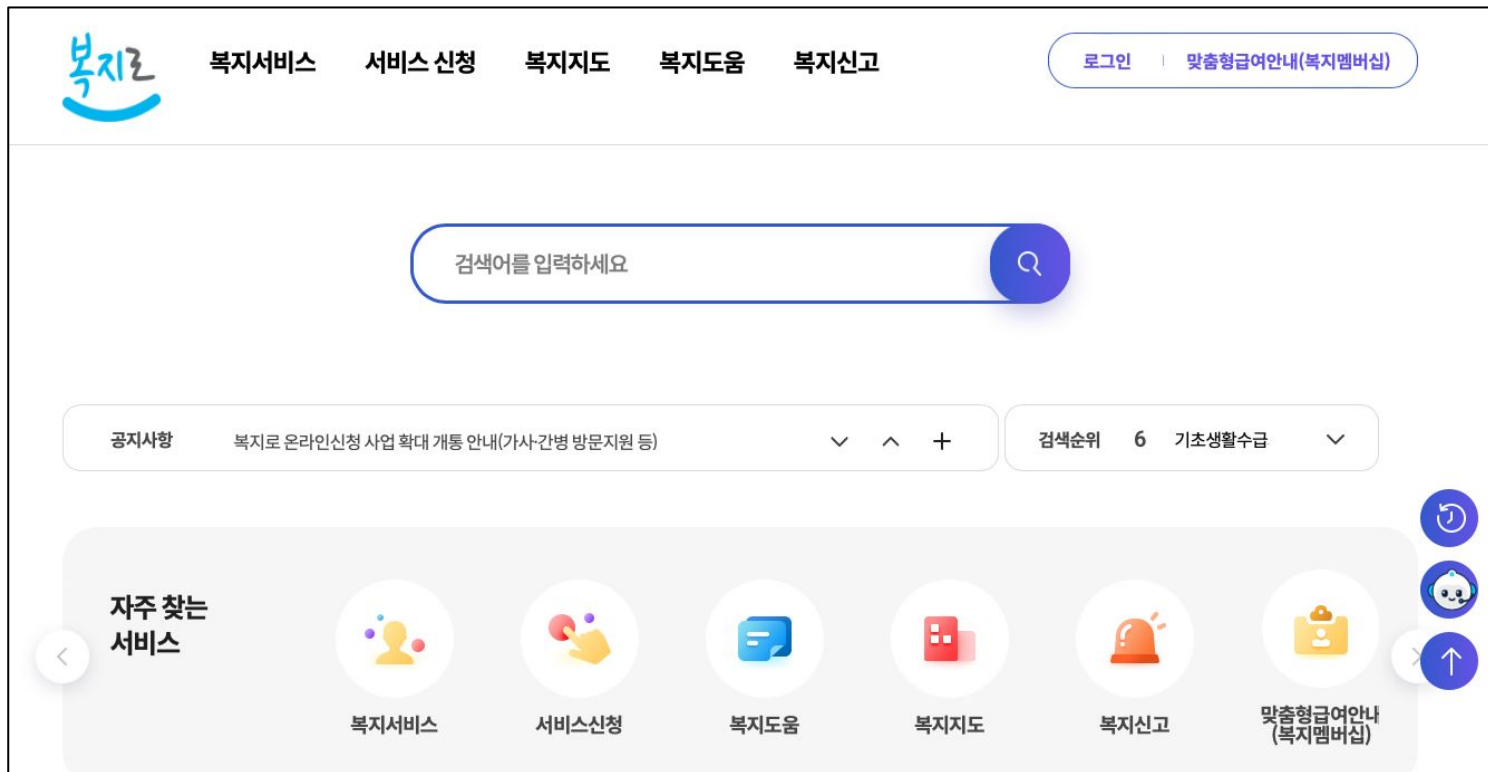 복지로
복지서비스 서비스 신청 복지지도 복지도움 복지신고
로그인 맞춤형급여안내(복지멤버십)
검색어를 입력하세요
공지사항 복지로 온라인신청 사업 확대 개통 안내(가사·간병 방문지원 등)
검색순위 6 기초생활수급
자주 찾는
서비스
복지서비스 서비스신청 복지도움 복지지도 복지신고 맞춤형급여안내
(복지멤버십)